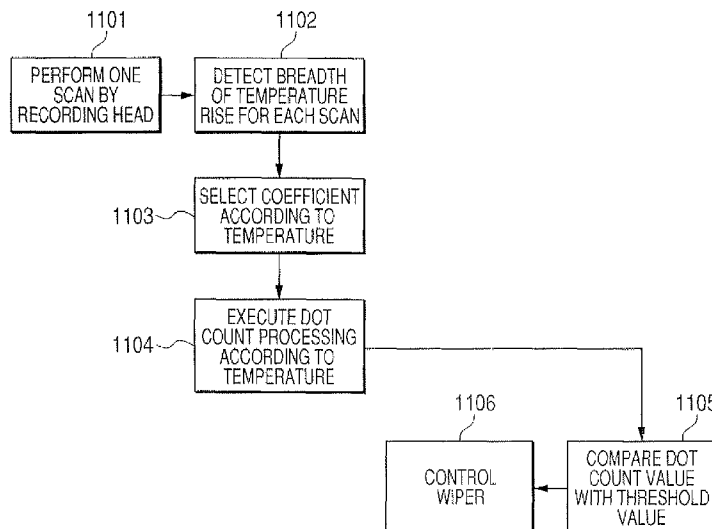 1101
PERFORM ONE
SCAN BY
RECORDING HEAD
1102
DETECT BREADTH
OF TEMPERATURE
RISE FOR EACH SCAN
1103
SELECT COEFFICIENT
ACCORDING TO
TEMPERATURE
1104
EXECUTE DOT
COUNT PROCESSING
ACCORDING TO
TEMPERATURE
1105
COMPARE DOT
COUNT VALUE
WITH THRESHOLD
VALUE
1106
CONTROL
WIPER